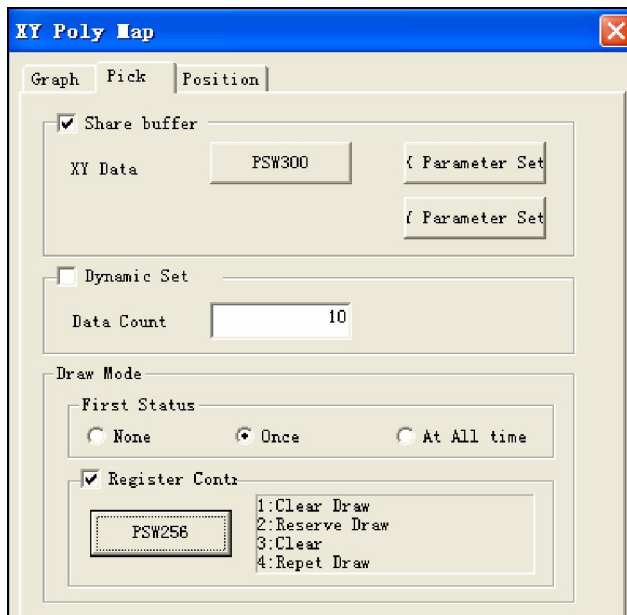 XY Poly Map
Graph Pick Position
Share buffer
XY Data PSW300 Parameter Set
Parameter Set
Dynamic Set
Data Count 10
Draw Mode
First Status
None Once At All time
Register Contr
PSW256
1:Clear Draw
2:Reserve Draw
3:Clear
4:Repet Draw